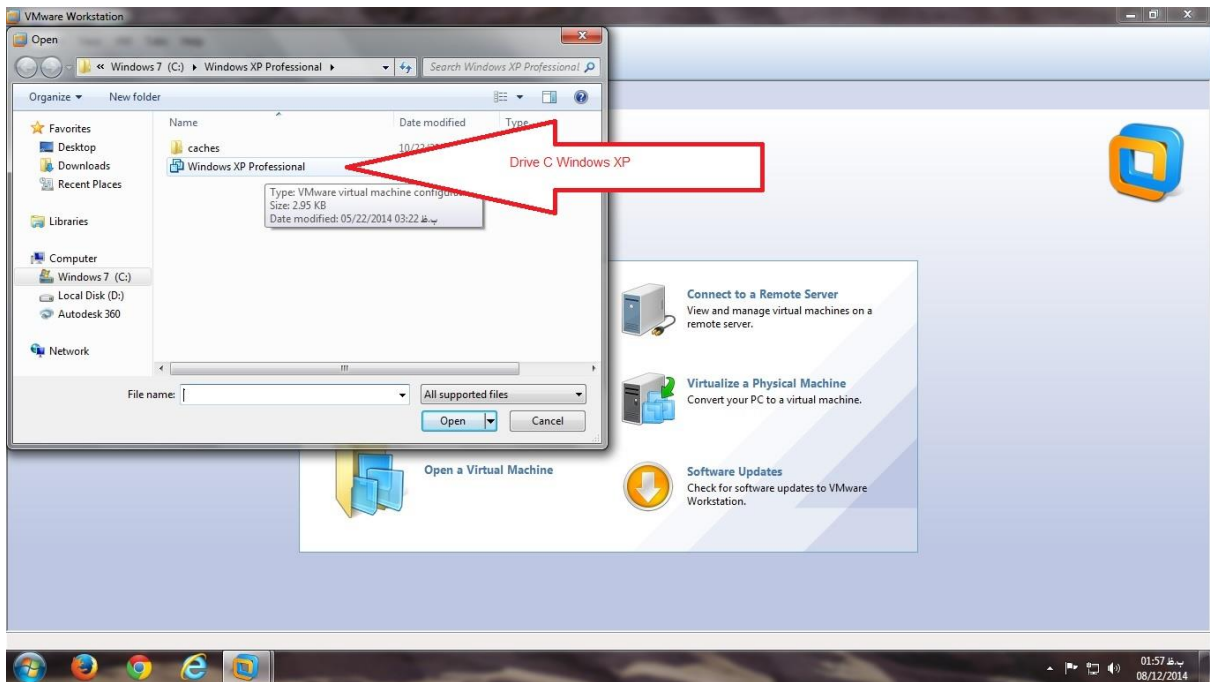 VMware Workstation
Open
« Windows 7 (C:) ▸ Windows XP Professional ▸
Search Windows XP Professional
Organize
New folder
Name
Date modified
Type
Favorites
Desktop
Downloads
Recent Places
Libraries
Computer
Windows 7 (C:)
Local Disk (D:)
Autodesk 360
Network
caches
Windows XP Professional
Type: VMware virtual machine
Size: 2.95 KB
Date modified: 05/22/2014 03:22 ب.ظ
Drive C Windows XP
File name:
All supported files
Open
Cancel
Connect to a Remote Server
View and manage virtual machines on a
remote server.
Virtualize a Physical Machine
Convert your PC to a virtual machine.
Open a Virtual Machine
Software Updates
Check for software updates to VMware
Workstation.
01:57 ب.ظ
08/12/2014